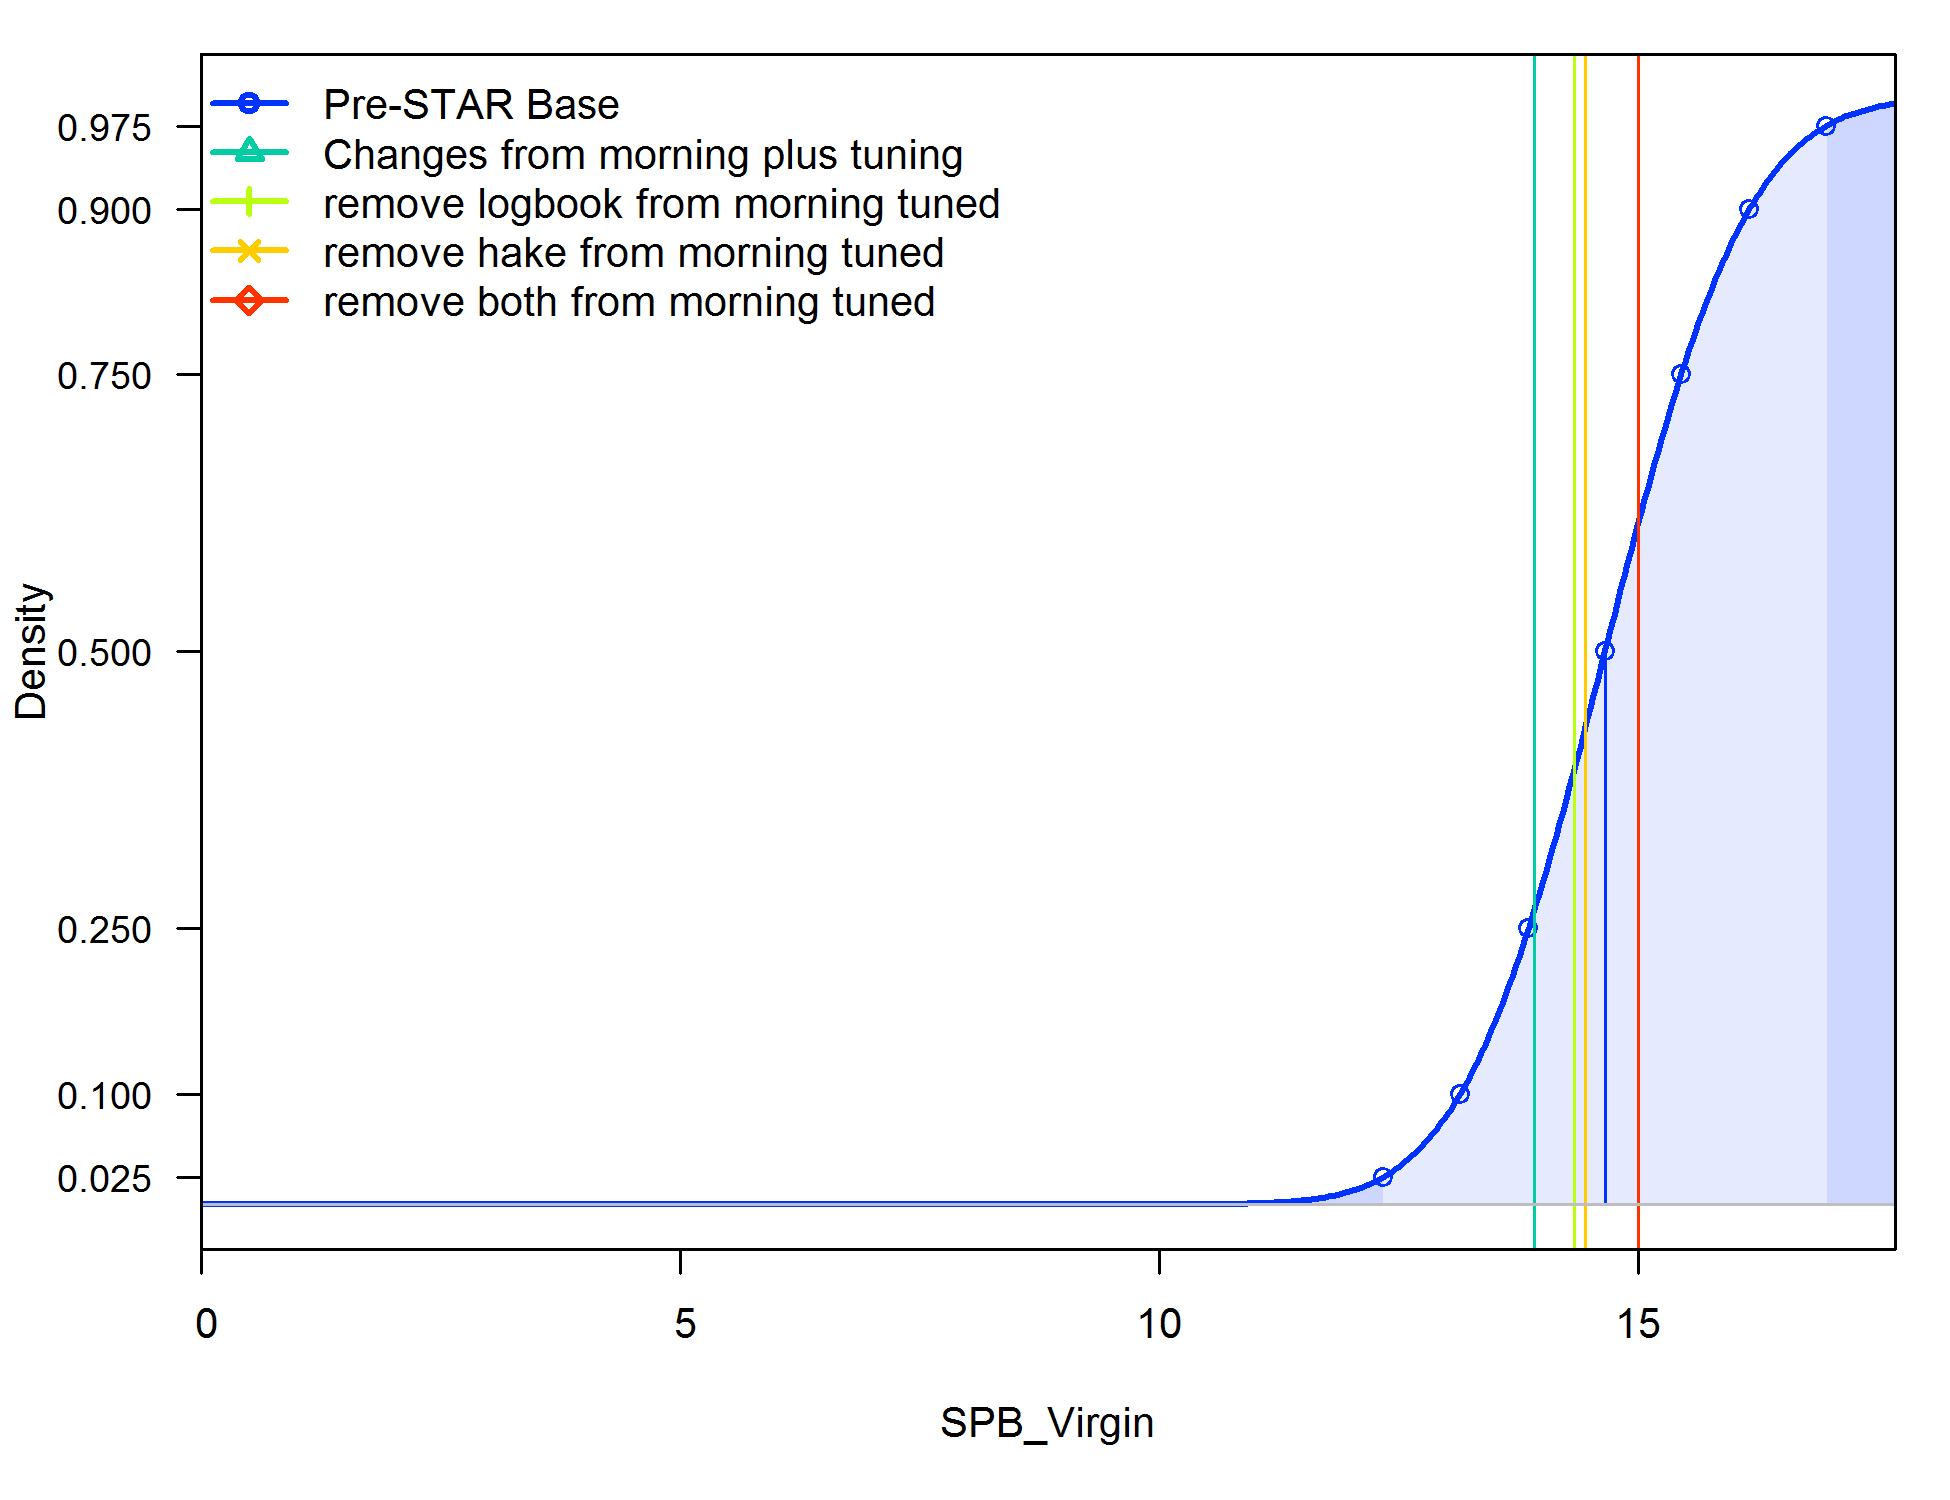 Pre-STAR Base
Changes from morning plus tuning
remove logbook from morning tuned
remove hake from morning tuned
remove both from morning tuned
0.975
0.900
0.750
0.500
0.250
0.100
0.025
Density
0 5 10 15
SPB_Virgin